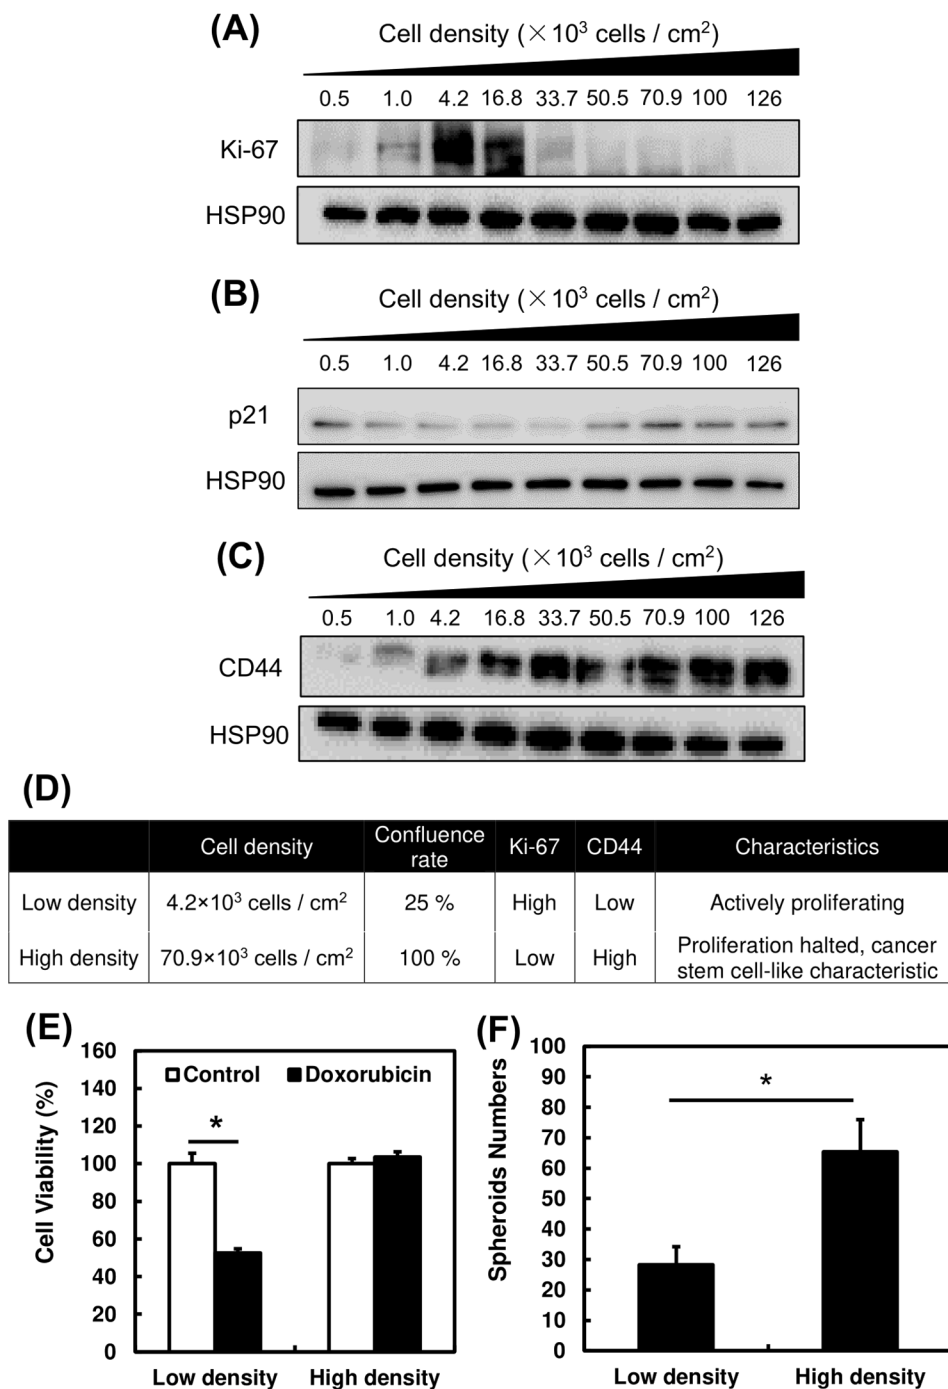 (A)
Cell density (×10³ cells / cm²)
0.5 1.0 4.2 16.8 33.7 50.5 70.9 100 126
Ki-67
HSP90
(B)
Cell density (×10³ cells / cm²)
0.5 1.0 4.2 16.8 33.7 50.5 70.9 100 126
p21
HSP90
(C)
Cell density (×10³ cells / cm²)
0.5 1.0 4.2 16.8 33.7 50.5 70.9 100 126
CD44
HSP90
(D)
Cell density Confluence rate Ki-67 CD44 Characteristics
Low density 4.2×10³ cells / cm² 25 % High Low Actively proliferating
High density 70.9×10³ cells / cm² 100 % Low High Proliferation halted, cancer stem cell-like characteristic
(E)
Cell Viability (%)
160
140
120
100
80
60
40
20
0
Control Doxorubicin
*
Low density High density
(F)
Spheroids Numbers
100
90
80
70
60
50
40
30
20
10
0
*
Low density High density